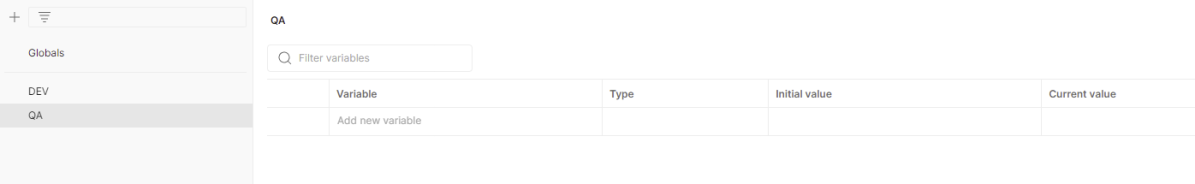 QA
Globals
Filter variables
DEV
QA
Variable Type Initial value Current value
Add new variable